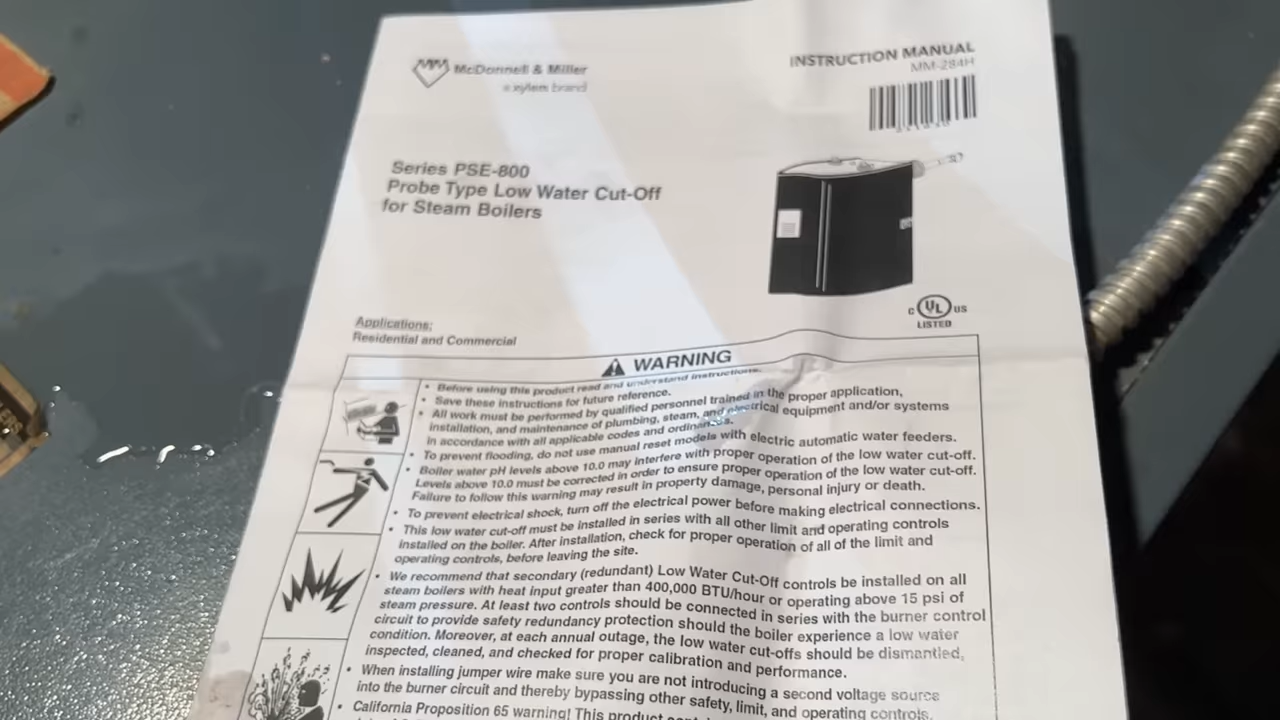 McDonnell & Miller
a xylem brand
INSTRUCTION MANUAL
MM-284H
Series PSE-800
Probe Type Low Water Cut-Off
for Steam Boilers
C UL US
LISTED
Applications:
Residential and Commercial
WARNING
• Before using this product read and understand instructions.
• Save these instructions for future reference.
• All work must be performed by qualified personnel trained in the proper application,
installation, and maintenance of plumbing, steam, and electrical equipment and/or systems
in accordance with all applicable codes and ordinances.
• To prevent flooding, do not use manual reset models with electric automatic water feeders.
• Boiler water pH levels above 10.0 may interfere with proper operation of the low water cut-off.
Levels above 10.0 must be corrected in order to ensure proper operation of the low water cut-off.
Failure to follow this warning may result in property damage, personal injury or death.
• To prevent electrical shock, turn off the electrical power before making electrical connections.
• This low water cut-off must be installed in series with all other limit and operating controls
installed on the boiler. After installation, check for proper operation of all of the limit and
operating controls, before leaving the site.
• We recommend that secondary (redundant) Low Water Cut-Off controls be installed on all
steam boilers with heat input greater than 400,000 BTU/hour or operating above 15 psi of
steam pressure. At least two controls should be connected in series with the burner control
circuit to provide safety redundancy protection should the boiler experience a low water
condition. Moreover, at each annual outage, the low water cut-offs should be dismantled,
inspected, cleaned, and checked for proper calibration and performance.
• When installing jumper wire make sure you are not introducing a second voltage source
into the burner circuit and thereby bypassing other safety, limit, and operating controls.
• California Proposition 65 warning! This product